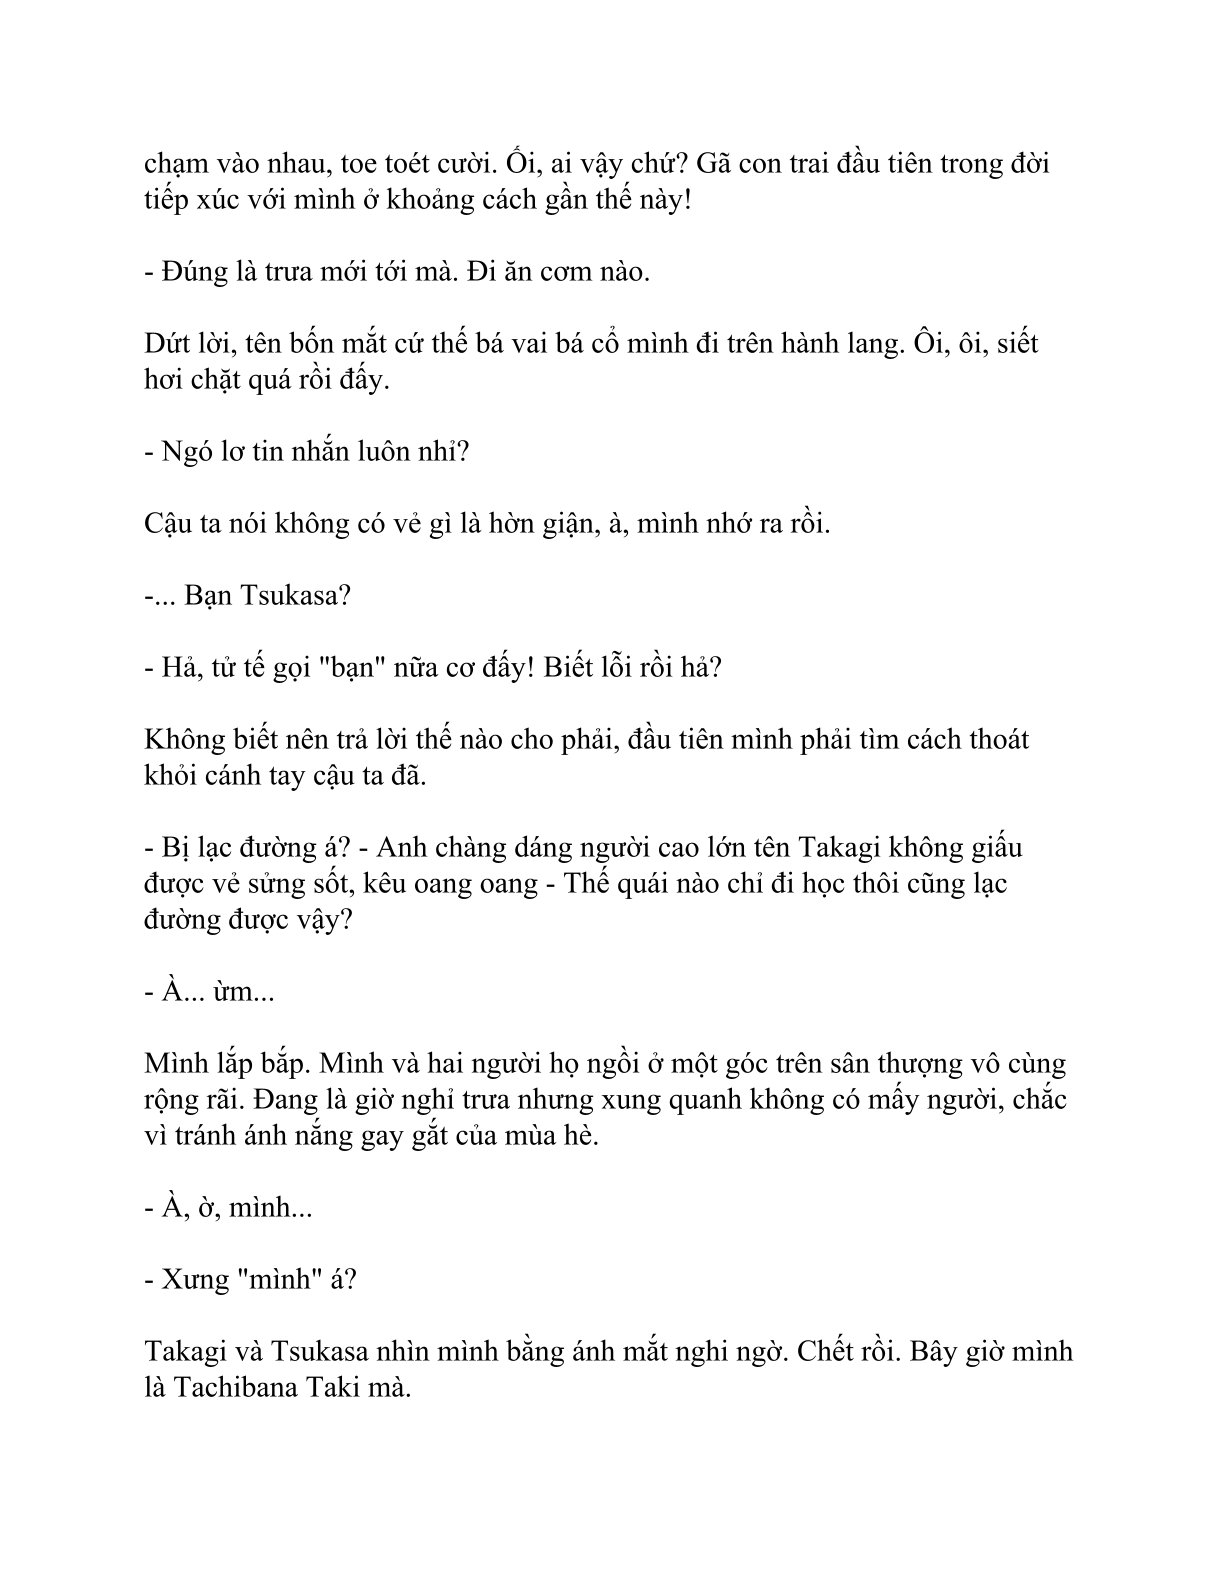 chạm vào nhau, toe toét cười. Ối, ai vậy chứ? Gã con trai đầu tiên trong đời
tiếp xúc với mình ở khoảng cách gần thế này!
- Đúng là trưa mới tới mà. Đi ăn cơm nào.
Dứt lời, tên bốn mắt cứ thế bá vai bá cổ mình đi trên hành lang. Ôi, ôi, siết
hơi chặt quá rồi đấy.
- Ngó lơ tin nhắn luôn nhỉ?
Cậu ta nói không có vẻ gì là hờn giận, à, mình nhớ ra rồi.
-... Bạn Tsukasa?
- Hả, tử tế gọi "bạn" nữa cơ đấy! Biết lỗi rồi hả?
Không biết nên trả lời thế nào cho phải, đầu tiên mình phải tìm cách thoát
khỏi cánh tay cậu ta đã.
- Bị lạc đường á? - Anh chàng dáng người cao lớn tên Takagi không giấu
được vẻ sửng sốt, kêu oang oang - Thế quái nào chỉ đi học thôi cũng lạc
đường được vậy?
- À... ừm...
Mình lắp bắp. Mình và hai người họ ngồi ở một góc trên sân thượng vô cùng
rộng rãi. Đang là giờ nghỉ trưa nhưng xung quanh không có mấy người, chắc
vì tránh ánh nắng gay gắt của mùa hè.
- À, ờ, mình...
- Xưng "mình" á?
Takagi và Tsukasa nhìn mình bằng ánh mắt nghi ngờ. Chết rồi. Bây giờ mình
là Tachibana Taki mà.